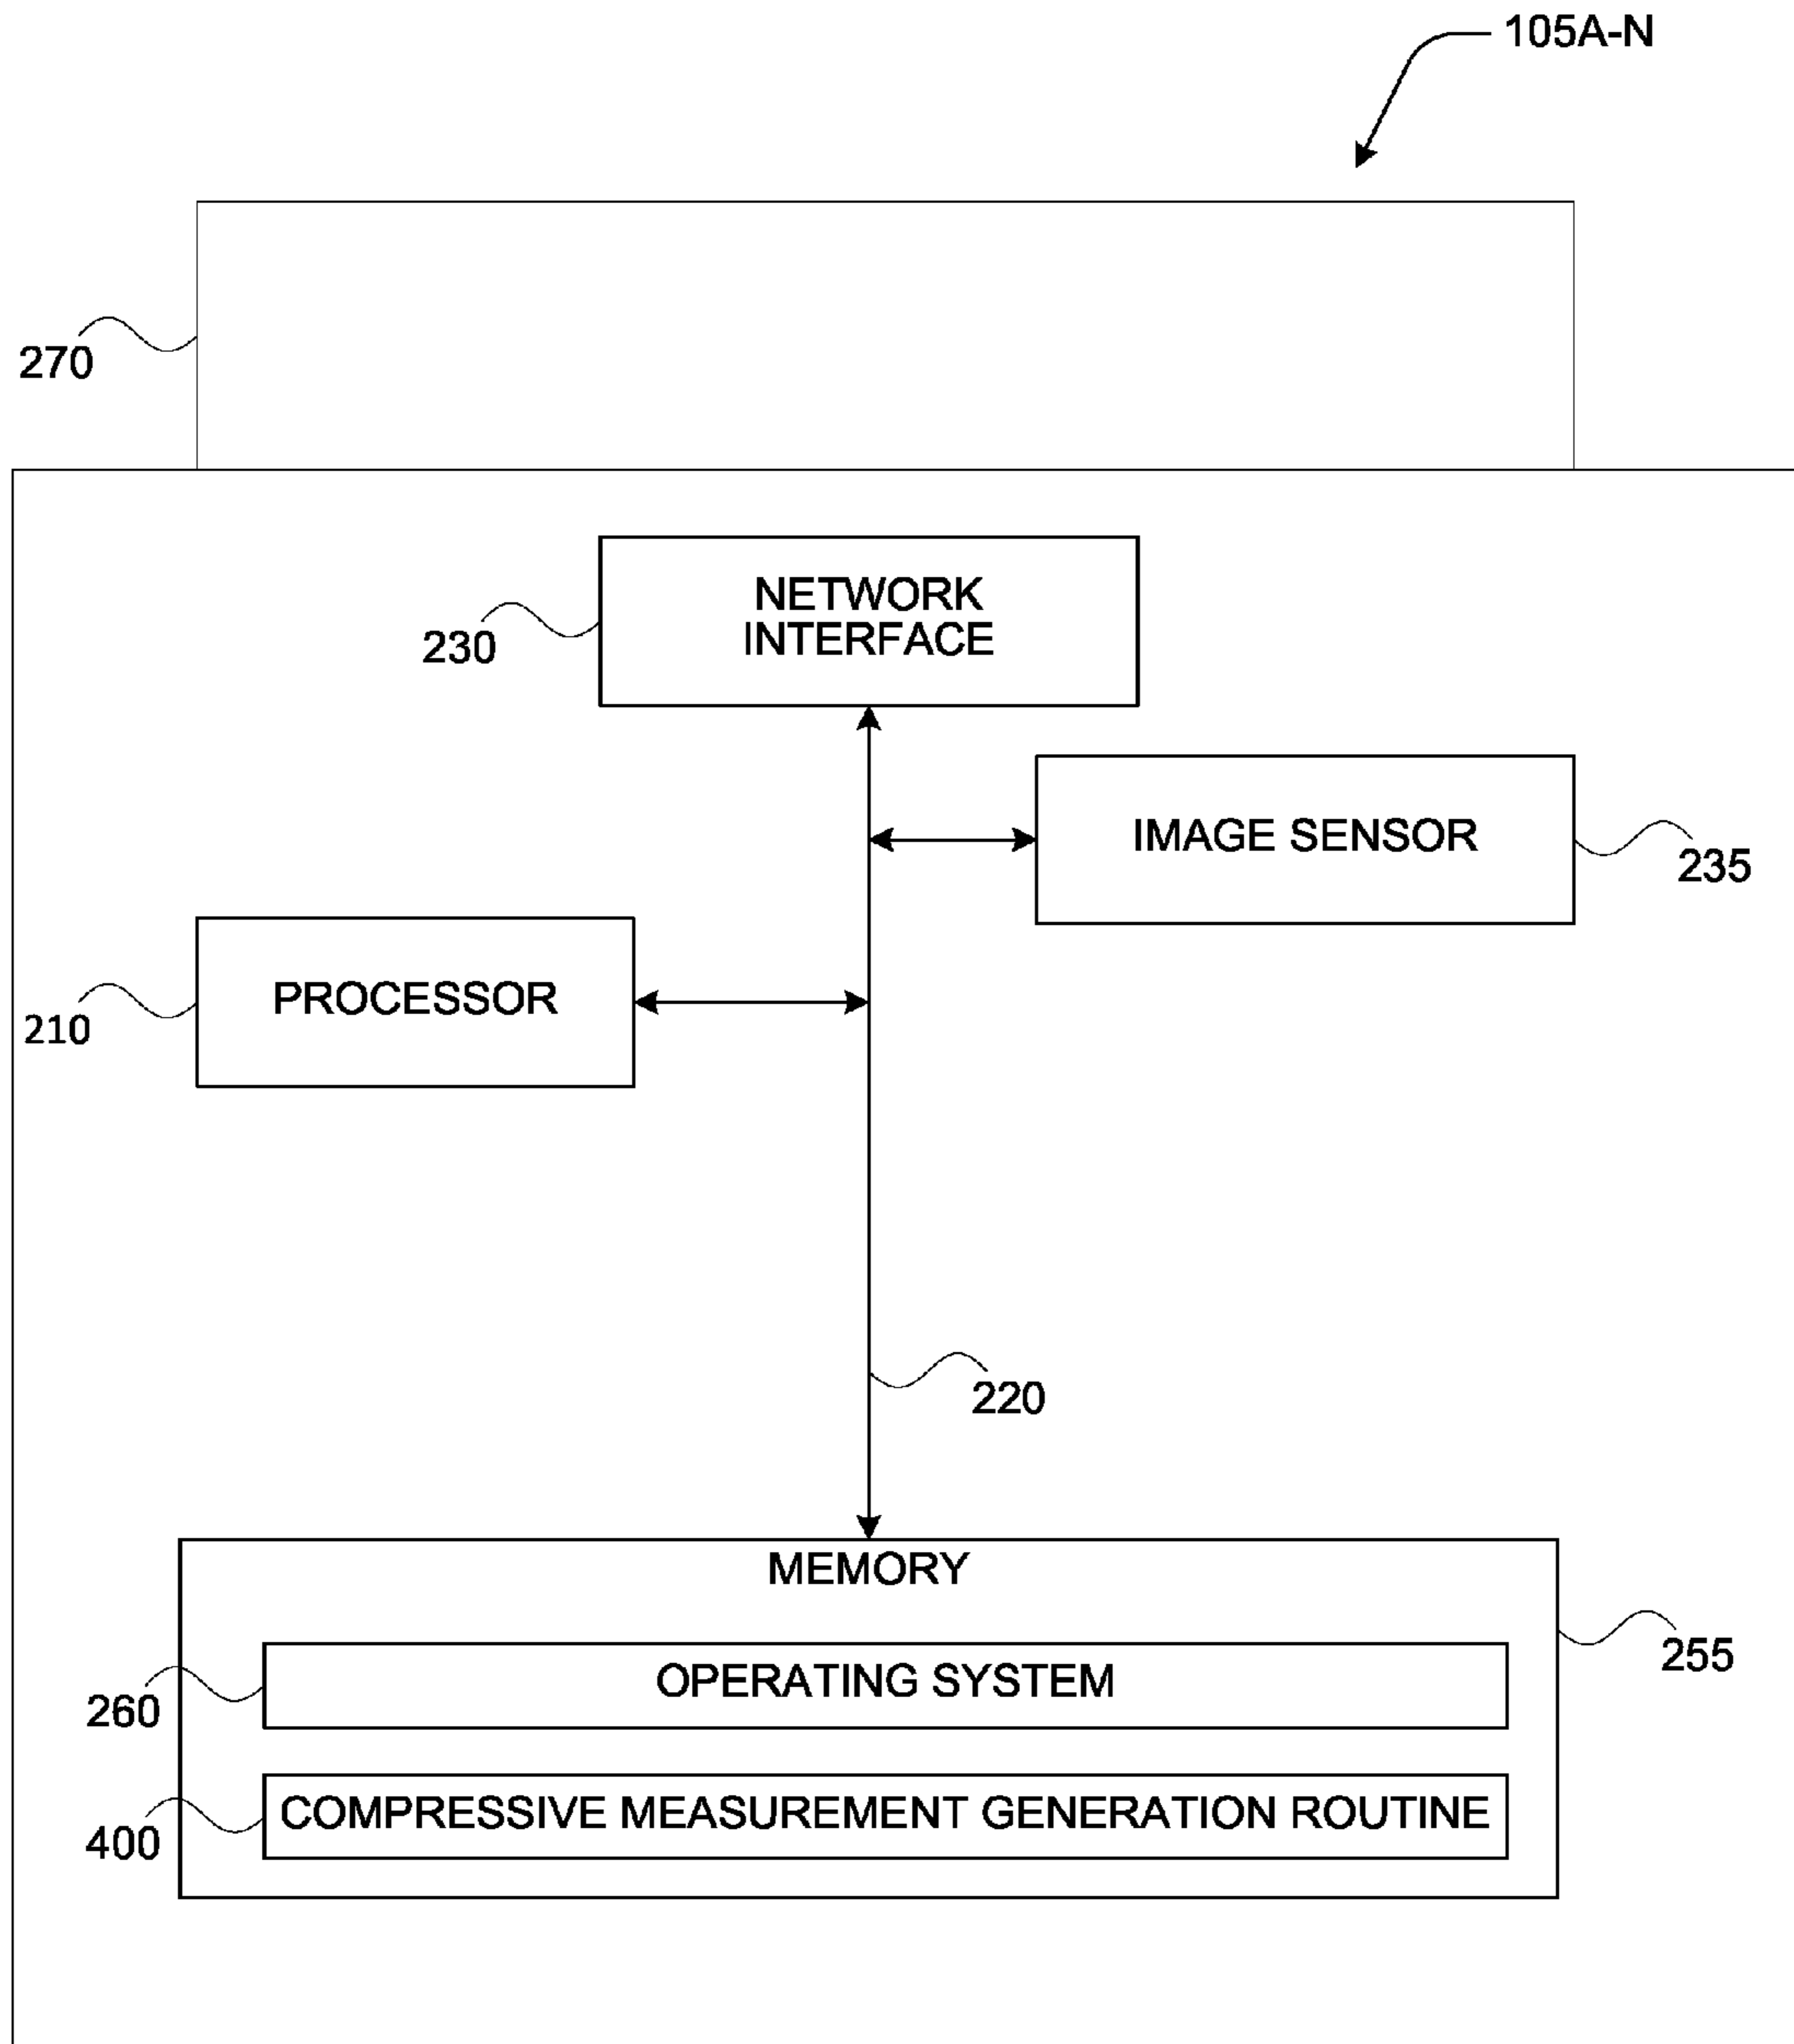 105A-N
270
NETWORK
INTERFACE
230
IMAGE SENSOR
235
PROCESSOR
210
220
MEMORY
255
OPERATING SYSTEM
260
COMPRESSIVE MEASUREMENT GENERATION ROUTINE
400